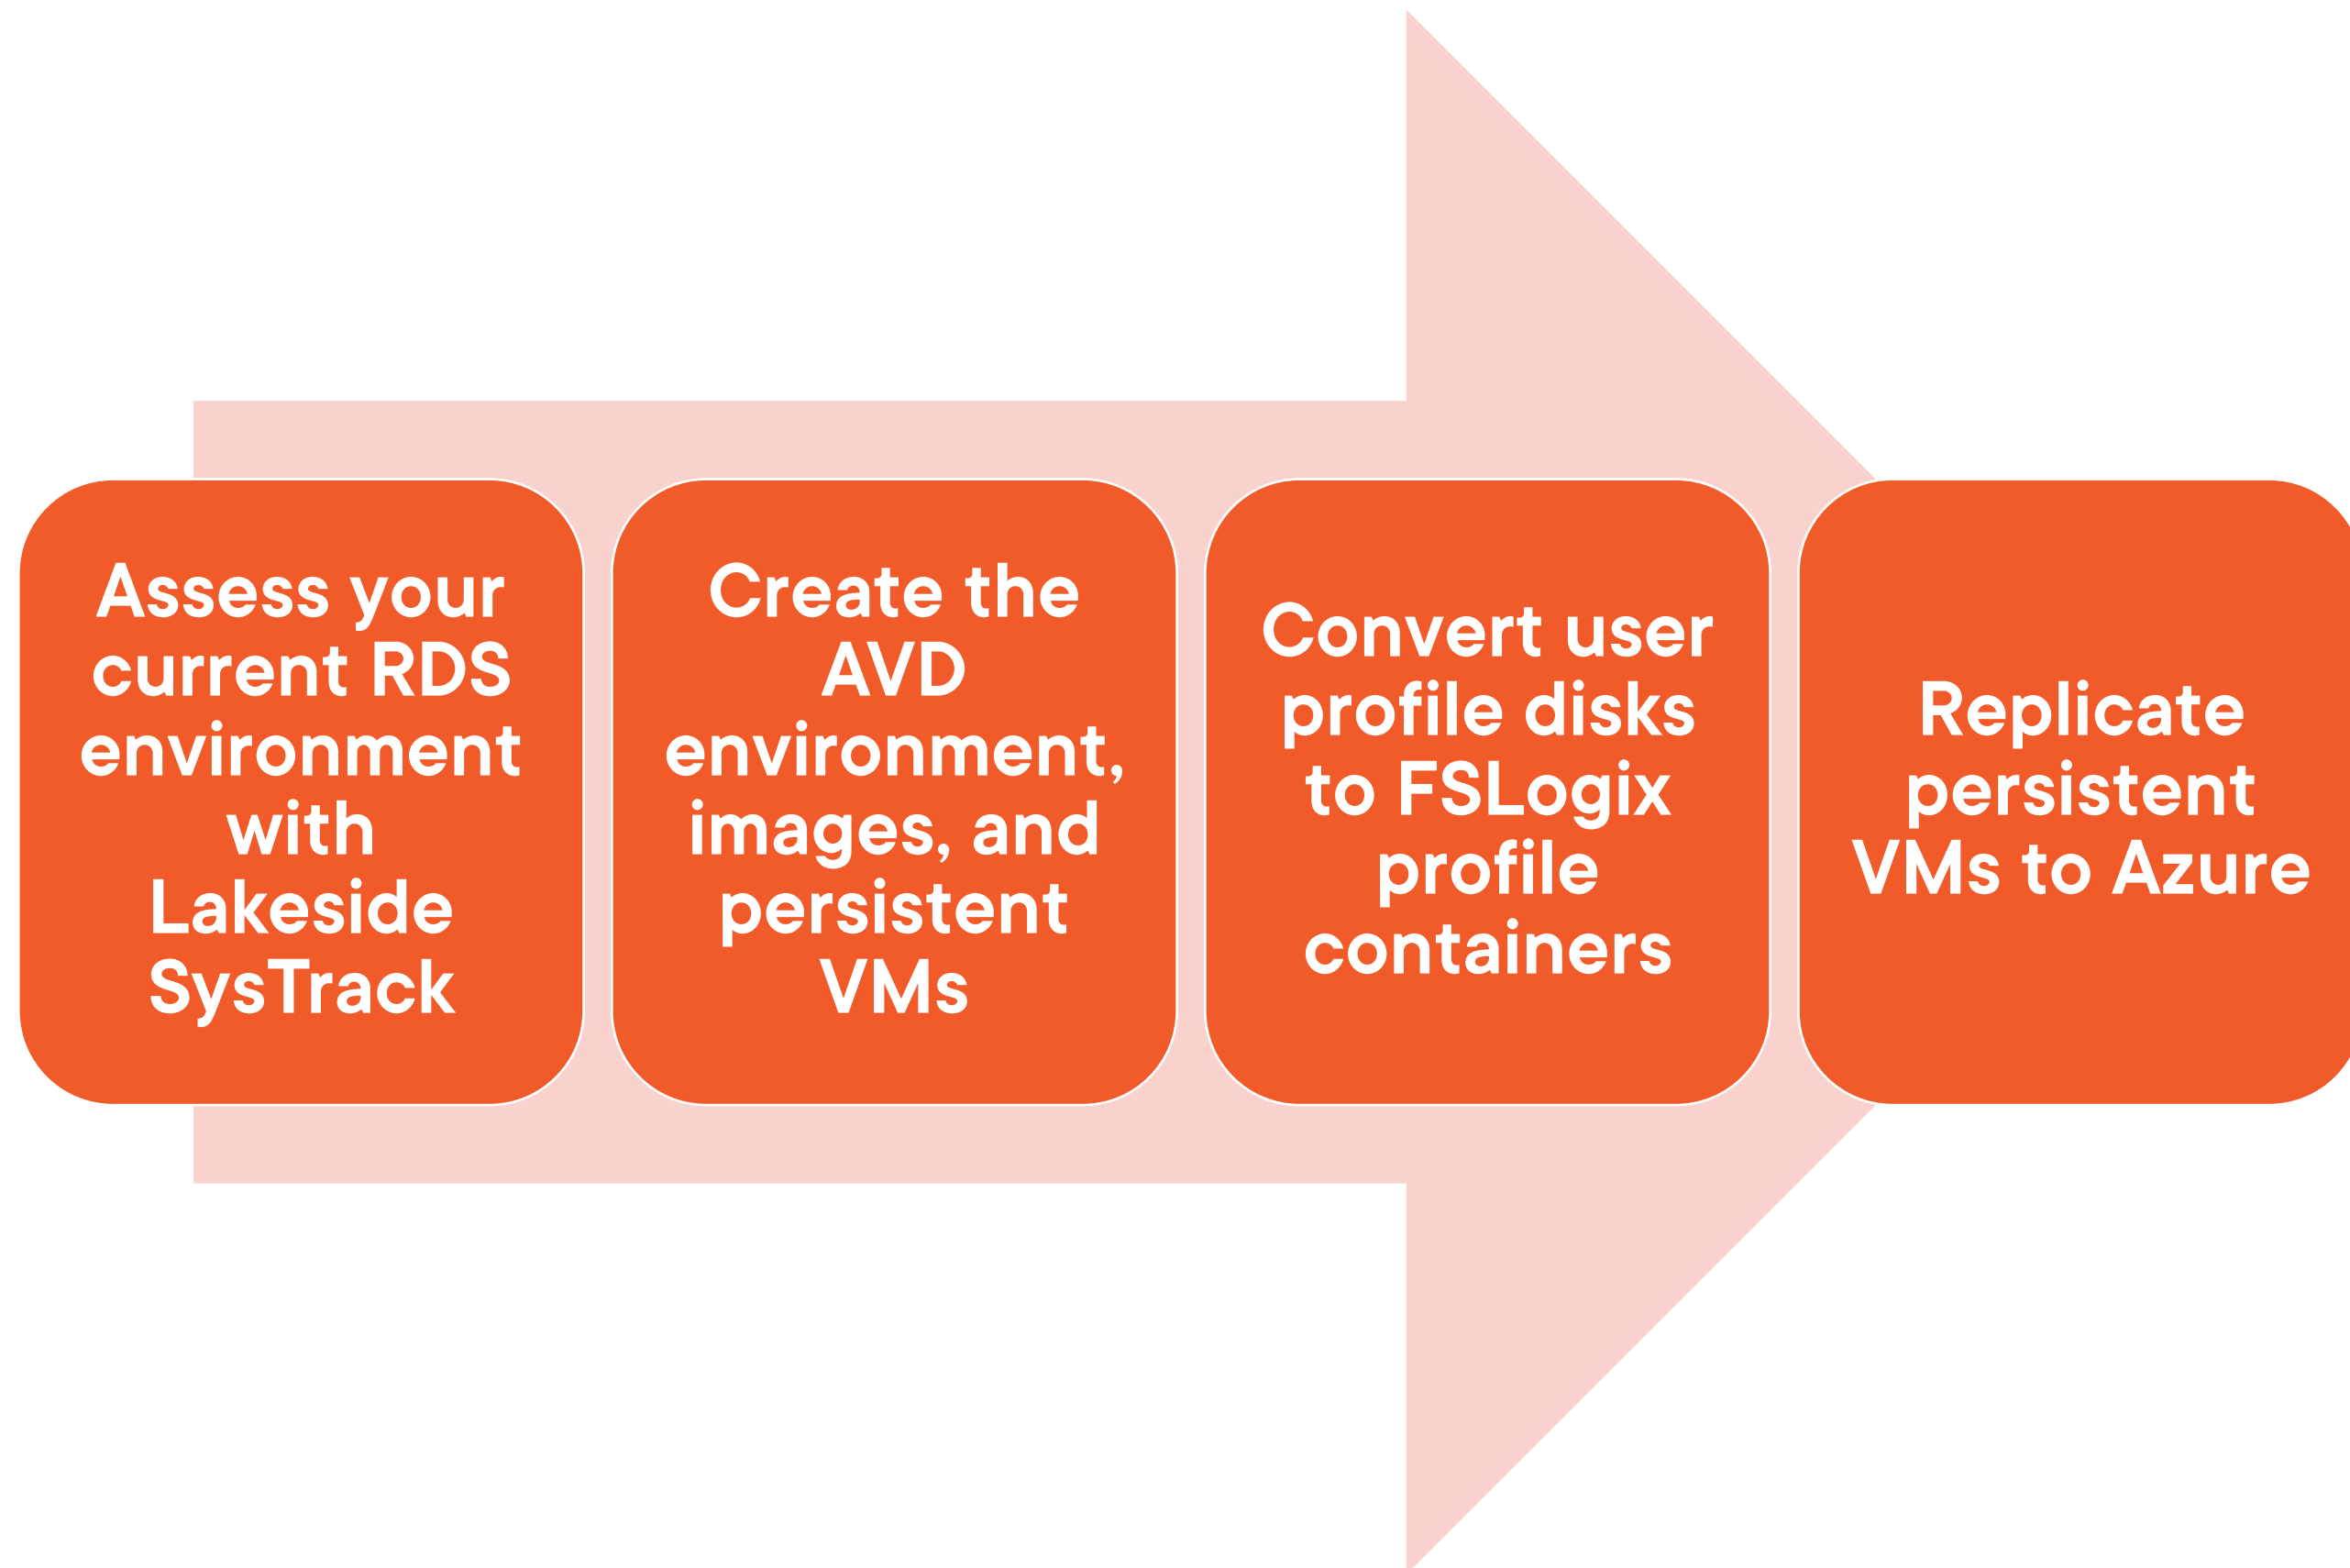 Assess your
current RDS
environment
with
Lakeside
SysTrack
Create the
AVD
environment,
images, and
persistent
VMs
Convert user
profile disks
to FSLogix
profile
containers
Replicate
persistent
VMs to Azure